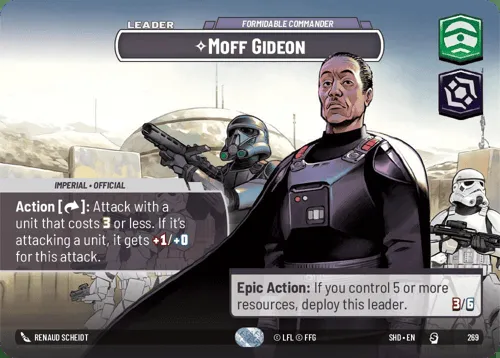 LEADER
FORMIDABLE COMMANDER
MOFF GIDEON
IMPERIAL • OFFICIAL
Action [ ]: Attack with a
unit that costs 3 or less. If it's
attacking a unit, it gets +1/+0
for this attack.
Epic Action: If you control 5 or more
resources, deploy this leader.
3/6
RENAUD SCHEIDT
© LFL © FFG
SHD • EN
269